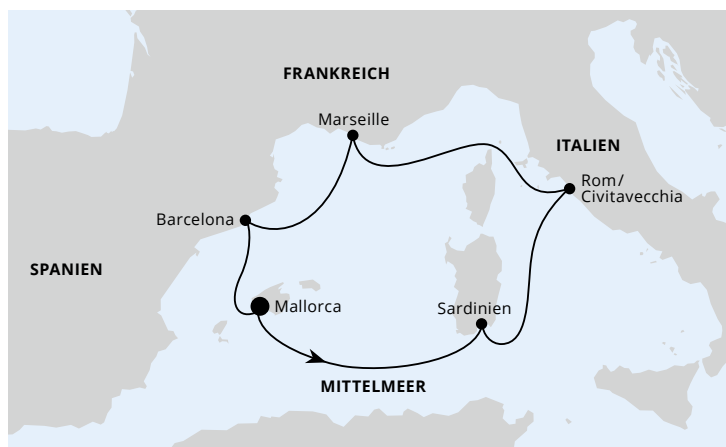 FRANKREICH
Marseille
ITALIEN
Rom/
Civitavecchia
Barcelona
SPANIEN
Mallorca
Sardinien
MITTELMEER